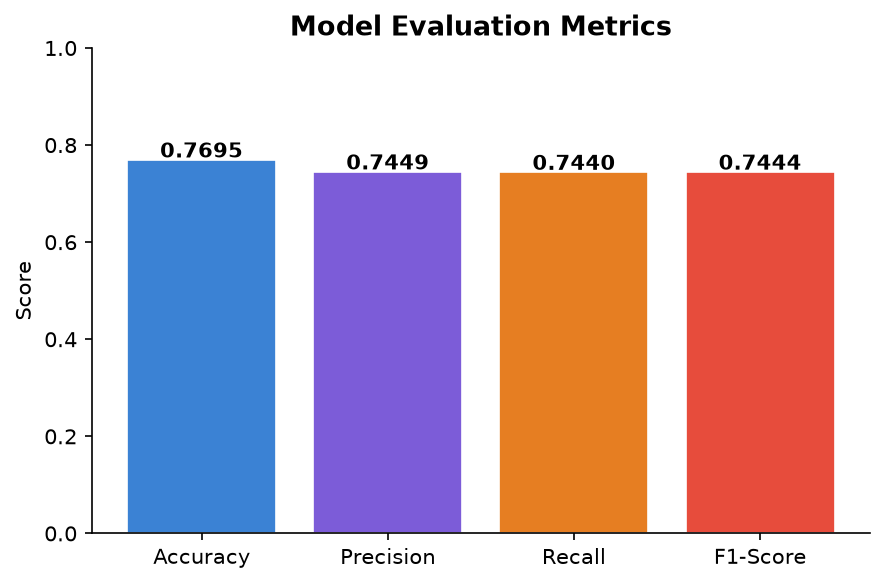 Model Evaluation Metrics
1.0
0.8
0.6
0.4
0.2
0.0
Score
0.7695
0.7449
0.7440
0.7444
Accuracy
Precision
Recall
F1-Score